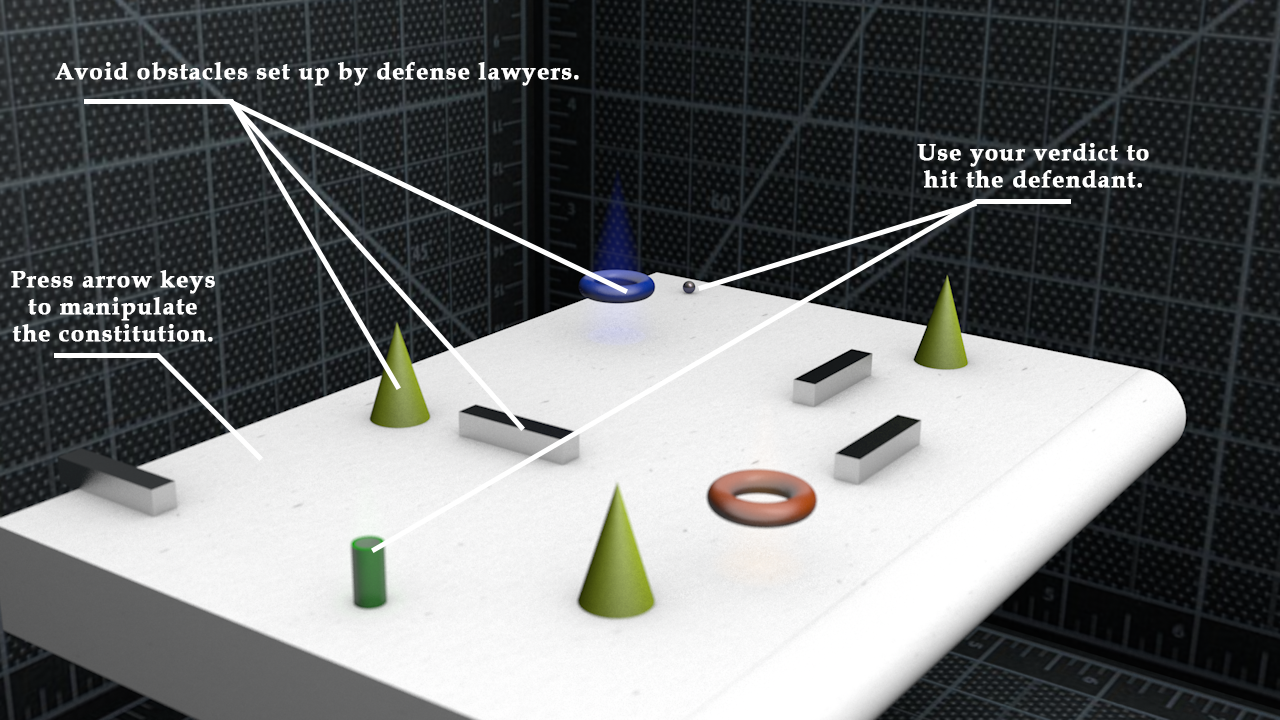 Avoid obstacles set up by defense lawyers.
Use your verdict to
hit the defendant.
Press arrow keys
to manipulate
the constitution.